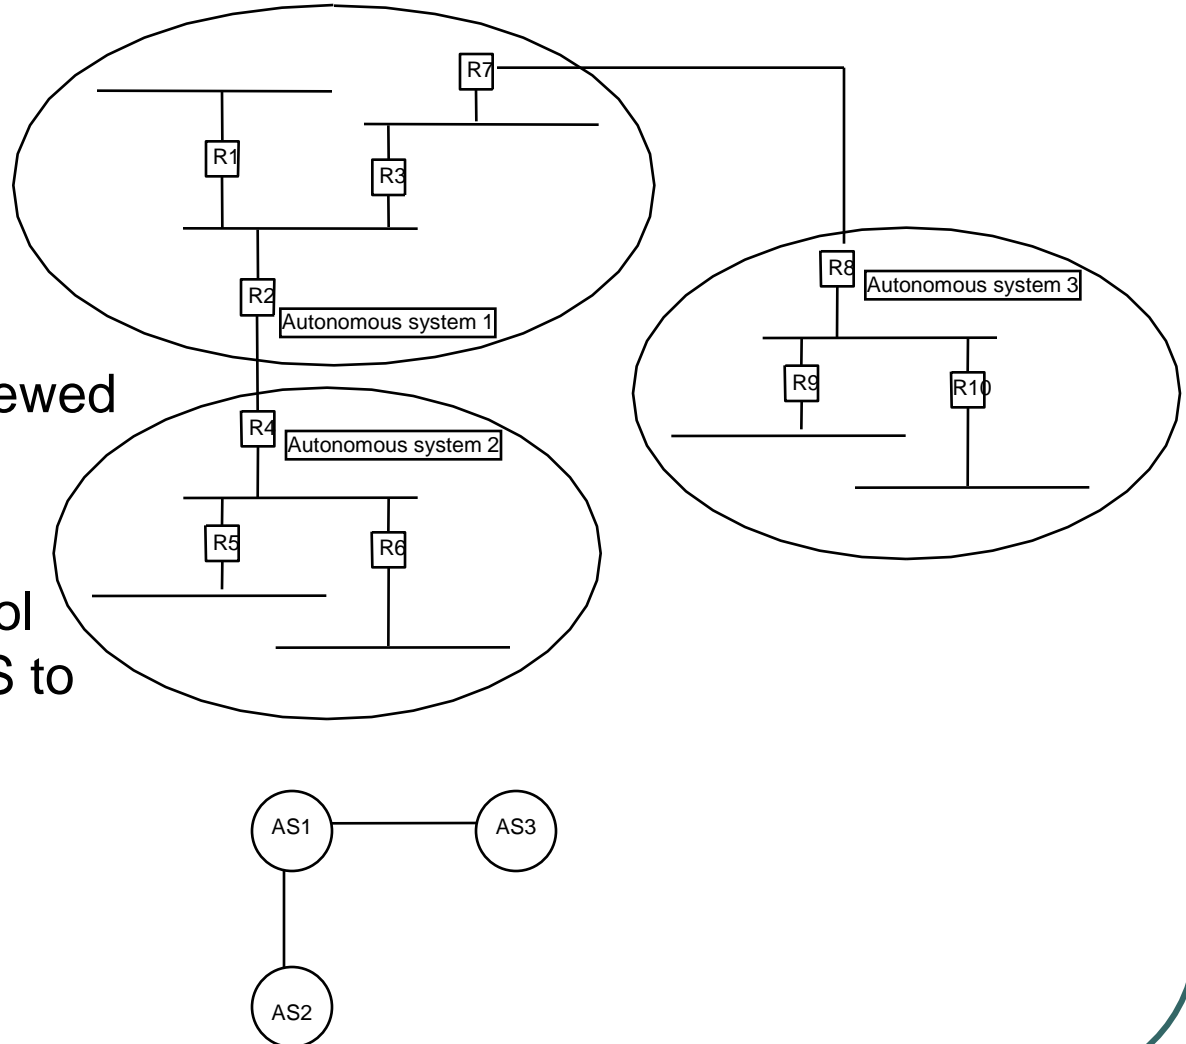 R7
R1
R3
R2
Autonomous system 1
R8
Autonomous system 3
R9
R10
R4
Autonomous system 2
R5
R6
ewed
ol
S to
AS1
AS3
AS2